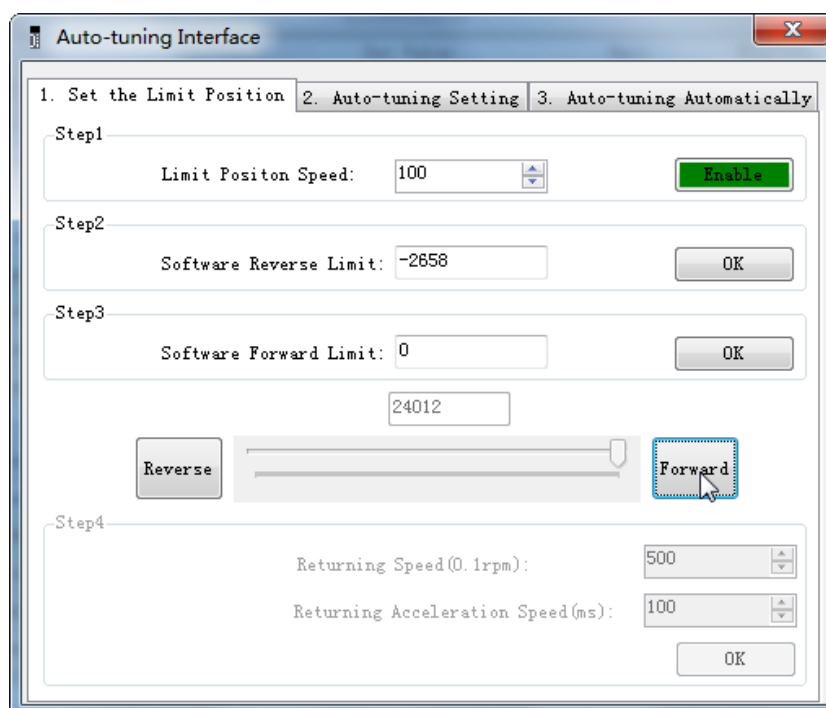 Auto-tuning Interface
1. Set the Limit Position 2. Auto-tuning Setting 3. Auto-tuning Automatically
Step1
Limit Positon Speed: 100 Enable
Step2
Software Reverse Limit: -2658 OK
Step3
Software Forward Limit: 0 OK
24012
Reverse Forward
Step4
Returning Speed(0.1rpm): 500
Returning Acceleration Speed(ms): 100
OK